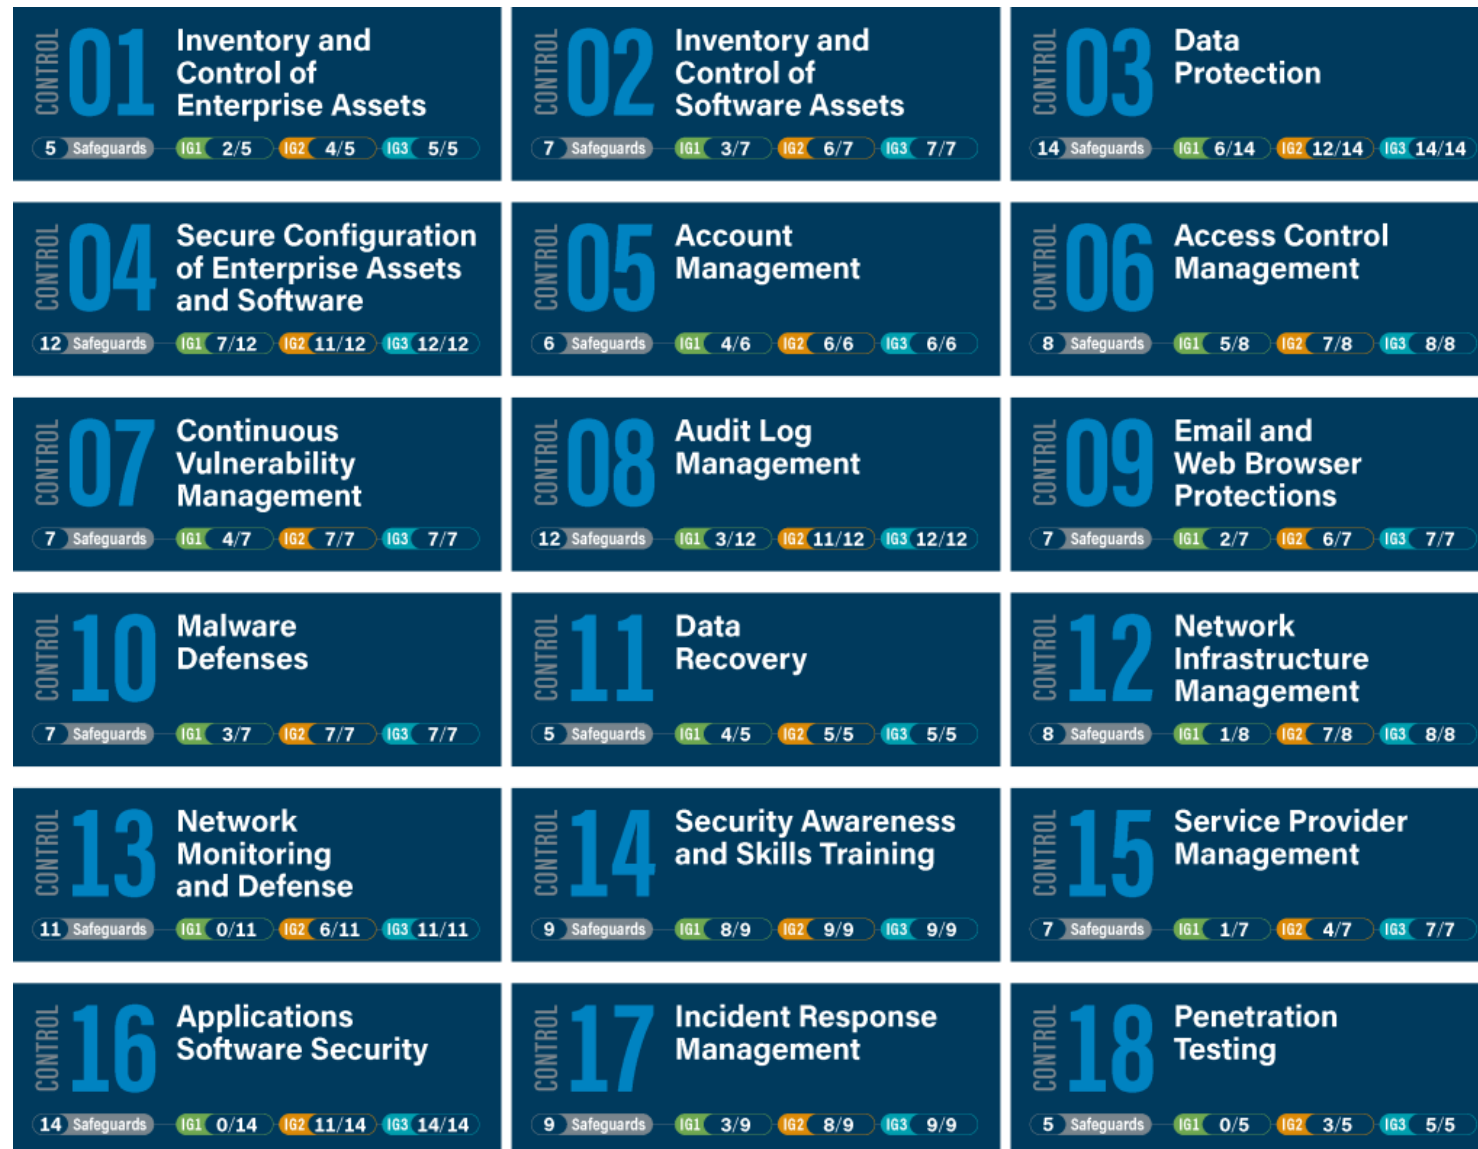 CONTROL 01
Inventory and
Control of
Enterprise Assets
5 Safeguards IG1 2/5 IG2 4/5 IG3 5/5
CONTROL 02
Inventory and
Control of
Software Assets
7 Safeguards IG1 3/7 IG2 6/7 IG3 7/7
CONTROL 03
Data
Protection
14 Safeguards IG1 6/14 IG2 12/14 IG3 14/14
CONTROL 04
Secure Configuration
of Enterprise Assets
and Software
12 Safeguards IG1 7/12 IG2 11/12 IG3 12/12
CONTROL 05
Account
Management
6 Safeguards IG1 4/6 IG2 6/6 IG3 6/6
CONTROL 06
Access Control
Management
8 Safeguards IG1 5/8 IG2 7/8 IG3 8/8
CONTROL 07
Continuous
Vulnerability
Management
7 Safeguards IG1 4/7 IG2 7/7 IG3 7/7
CONTROL 08
Audit Log
Management
12 Safeguards IG1 3/12 IG2 11/12 IG3 12/12
CONTROL 09
Email and
Web Browser
Protections
7 Safeguards IG1 2/7 IG2 6/7 IG3 7/7
CONTROL 10
Malware
Defenses
7 Safeguards IG1 3/7 IG2 7/7 IG3 7/7
CONTROL 11
Data
Recovery
5 Safeguards IG1 4/5 IG2 5/5 IG3 5/5
CONTROL 12
Network
Infrastructure
Management
8 Safeguards IG1 1/8 IG2 7/8 IG3 8/8
CONTROL 13
Network
Monitoring
and Defense
11 Safeguards IG1 0/11 IG2 6/11 IG3 11/11
CONTROL 14
Security Awareness
and Skills Training
9 Safeguards IG1 8/9 IG2 9/9 IG3 9/9
CONTROL 15
Service Provider
Management
7 Safeguards IG1 1/7 IG2 4/7 IG3 7/7
CONTROL 16
Applications
Software Security
14 Safeguards IG1 0/14 IG2 11/14 IG3 14/14
CONTROL 17
Incident Response
Management
9 Safeguards IG1 3/9 IG2 8/9 IG3 9/9
CONTROL 18
Penetration
Testing
5 Safeguards IG1 0/5 IG2 3/5 IG3 5/5